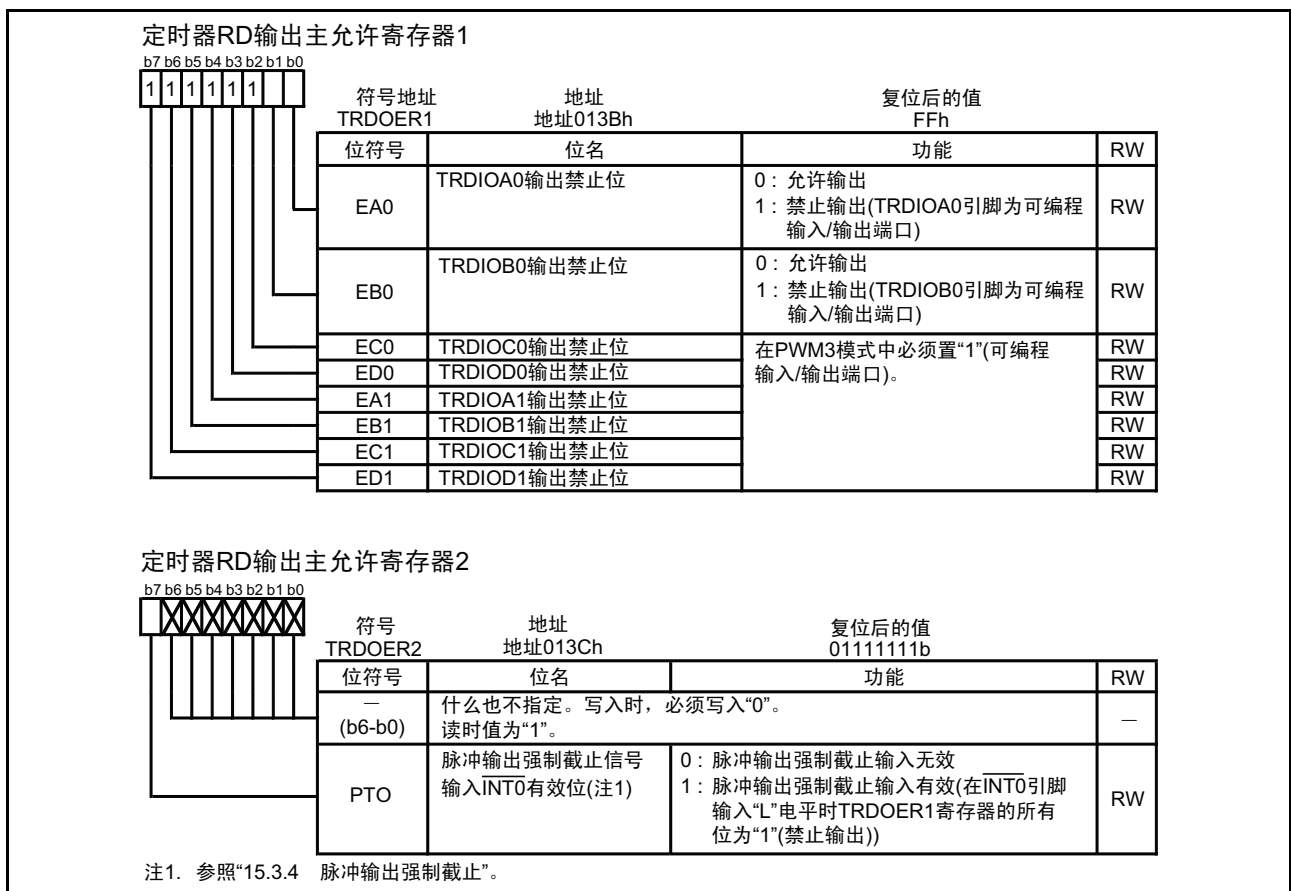 定时器RD输出主允许寄存器1
b7 b6 b5 b4 b3 b2 b1 b0
1 1 1 1 1 1
符号地址 地址 复位后的值
TRDOER1 地址013Bh FFh
位符号 位名 功能 RW
EA0 TRDIOA0输出禁止位 0：允许输出
1：禁止输出(TRDIOA0引脚为可编程
输入/输出端口) RW
EB0 TRDIOB0输出禁止位 0：允许输出
1：禁止输出(TRDIOB0引脚为可编程
输入/输出端口) RW
EC0 TRDIOC0输出禁止位 在PWM3模式中必须置“1”(可编程 RW
ED0 TRDIOD0输出禁止位 输入/输出端口)。 RW
EA1 TRDIOA1输出禁止位 RW
EB1 TRDIOB1输出禁止位 RW
EC1 TRDIOC1输出禁止位 RW
ED1 TRDIOD1输出禁止位 RW
定时器RD输出主允许寄存器2
b7 b6 b5 b4 b3 b2 b1 b0
符号 地址 复位后的值
TRDOER2 地址013Ch 01111111b
位符号 位名 功能 RW
— 什么也不指定。写入时，必须写入“0”。
(b6-b0) 读时值为“1”。 —
脉冲输出强制截止信号 0：脉冲输出强制截止输入无效
PTO 输入INT0有效位(注1) 1：脉冲输出强制截止输入有效(在INT0引脚 RW
输入“L”电平时TRDOER1寄存器的所有
位为“1”(禁止输出))
注1. 参照“15.3.4 脉冲输出强制截止”。